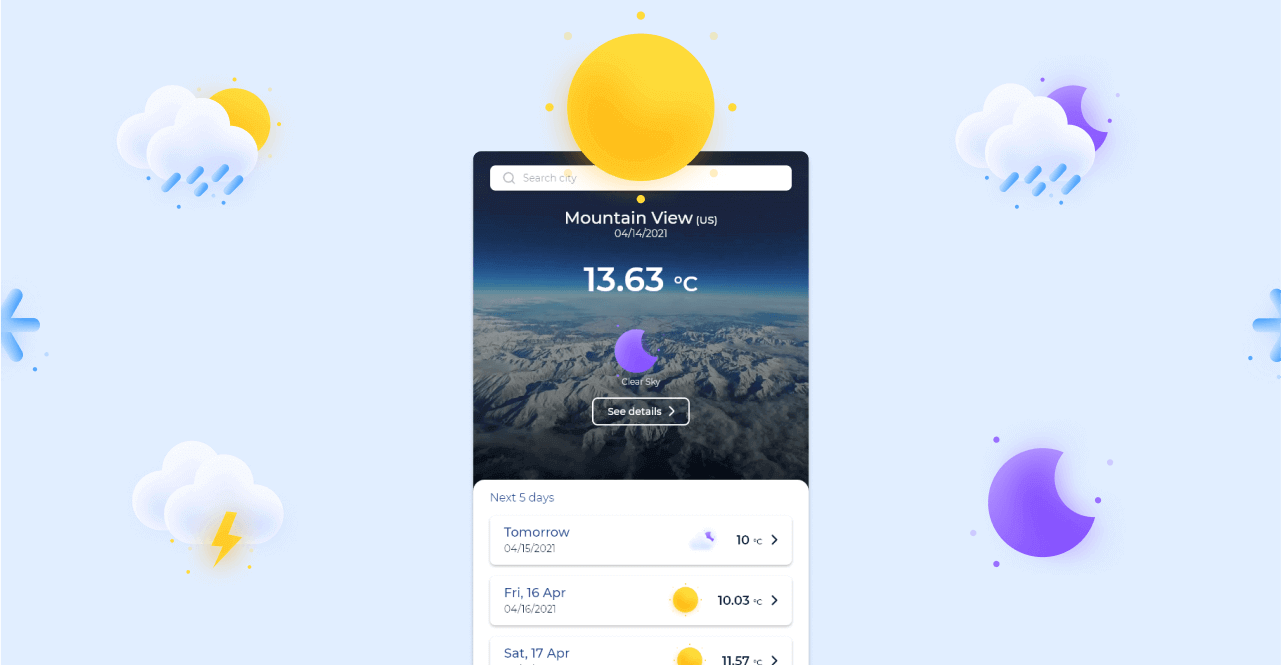 Search city
Mountain View (US)
04/14/2021
13.63 °C
Clear Sky
See details
Next 5 days
Tomorrow
04/15/2021
10 °C
Fri, 16 Apr
04/16/2021
10.03 °C
Sat, 17 Apr
11.57 °C